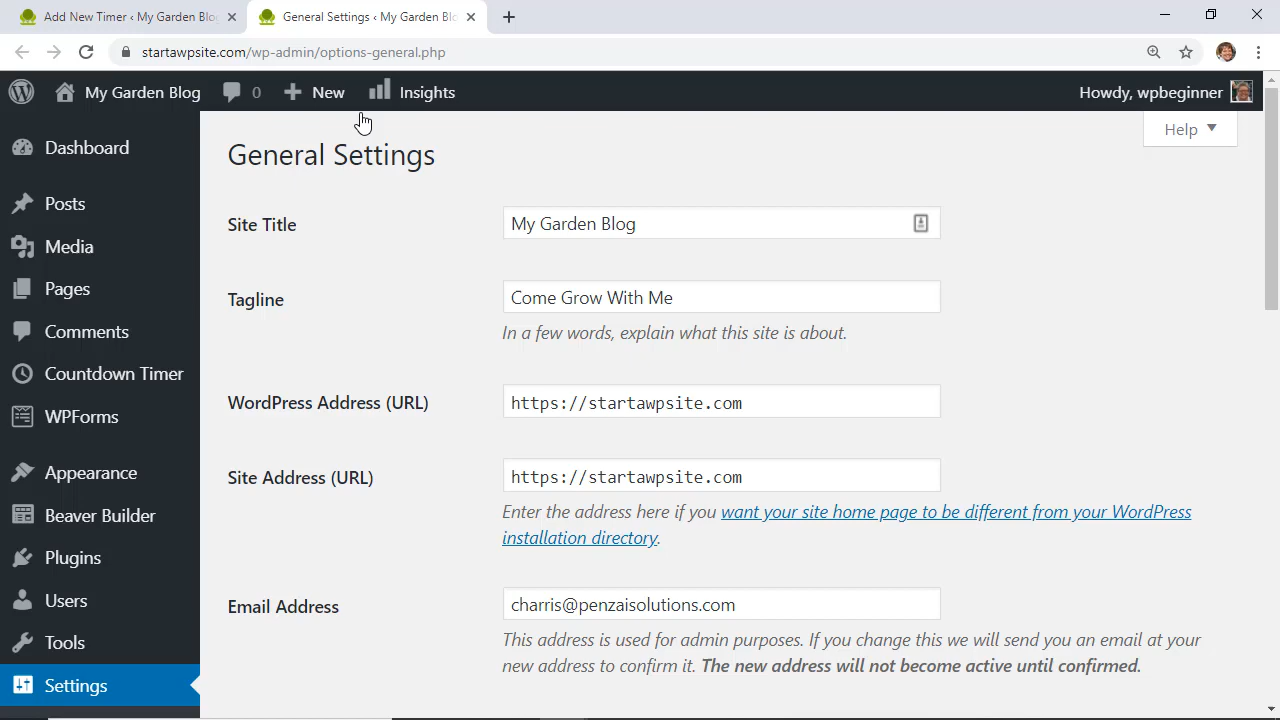 Add New Timer ‹ My Garden Blo
General Settings ‹ My Garden Bl
startawpsite.com/wp-admin/options-general.php
My Garden Blog 0 New Insights Howdy, wpbeginner
Help
Dashboard
Posts
Media
Pages
Comments
Countdown Timer
WPForms
Appearance
Beaver Builder
Plugins
Users
Tools
Settings
General Settings
Site Title My Garden Blog
Tagline Come Grow With Me
In a few words, explain what this site is about.
WordPress Address (URL) https://startawpsite.com
Site Address (URL) https://startawpsite.com
Enter the address here if you want your site home page to be different from your WordPress
installation directory.
Email Address charris@penzaisolutions.com
This address is used for admin purposes. If you change this we will send you an email at your
new address to confirm it. The new address will not become active until confirmed.